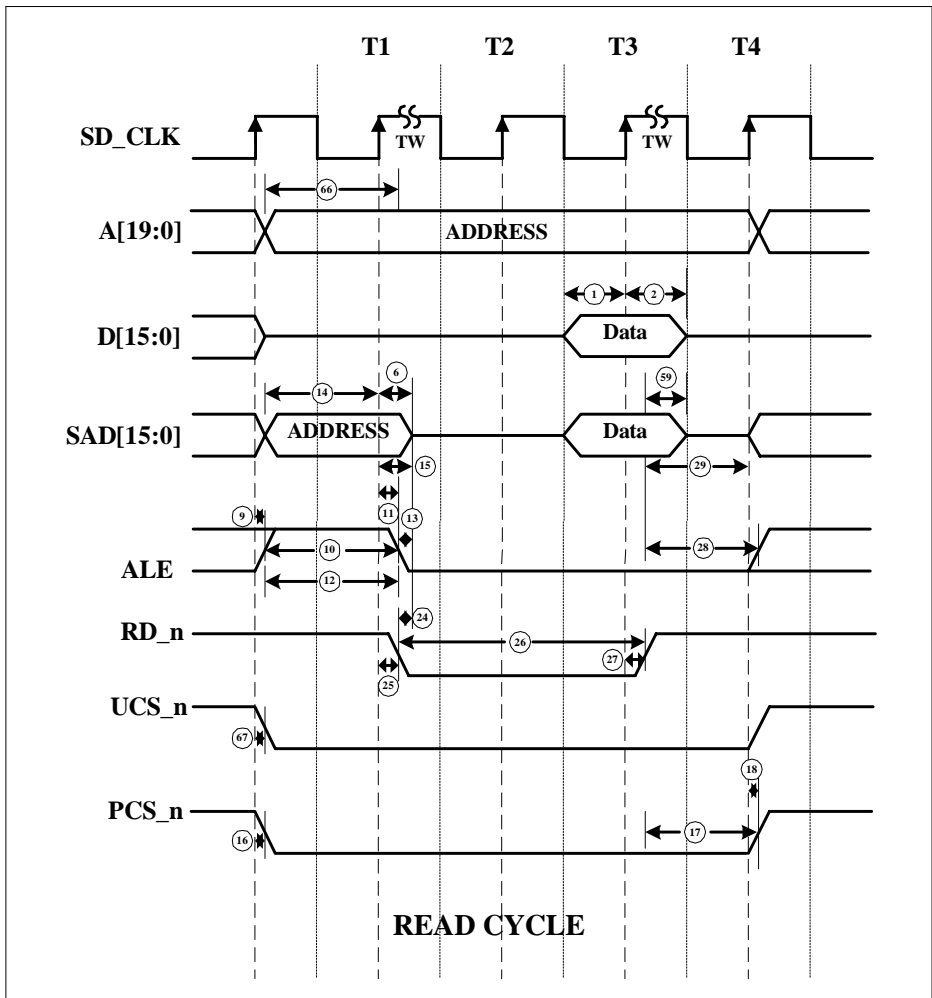 T1 T2 T3 T4
SD_CLK
TW TW
66
A[19:0] ADDRESS
1 2
D[15:0] Data
6 59
14
SAD[15:0] ADDRESS Data
15 29
9 11 13
10 28
ALE
12
24
RD_n 26
27
25
UCS_n
67
18
PCS_n
16 17
READ CYCLE